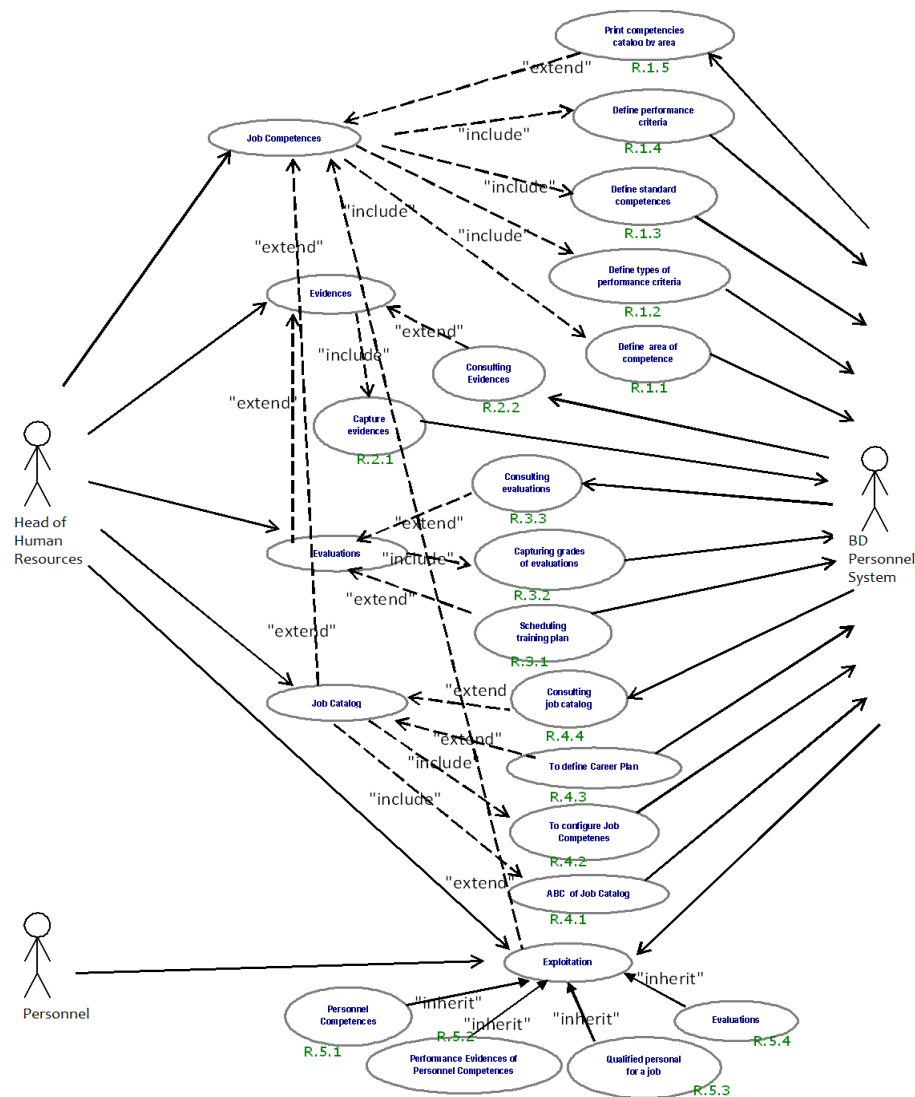 Print competencies
catalog by area
"extend"
R.1.5
Define performance
criteria
Job Competences
"include"
R.1.4
Define standard
competences
"include"
"include"
R.1.3
"include"
"extend"
Define types of
performance criteria
Evidences
R.1.2
"extend"
Define area of
competence
"include"
Consulting
Evidences
R.1.1
"extend"
R.2.2
Capture
evidences
R.2.1
Consulting
evaluations
Head of
Human
Resources
R.3.3
"extend"
BD
Personnel
System
Evaluations
"include"
Capturing grades
of evaluations
R.3.2
"extend"
"extend"
Scheduling
training plan
R.3.1
Job Catalog
"extend
Consulting
job catalog
R.4.4
"extend"
"include"
To define Career Plan
R.4.3
"include"
To configure Job
Competenes
R.4.2
"extend"
ABC of Job Catalog
R.4.1
Exploitation
Personnel
"inherit"
Personnel
Competences
"inherit"
"inherit"
"inherit"
Evaluations
R.5.1
R.5.2
R.5.4
Performance Evidences of
Personnel Competences
Qualified personal
for a job
R.5.3